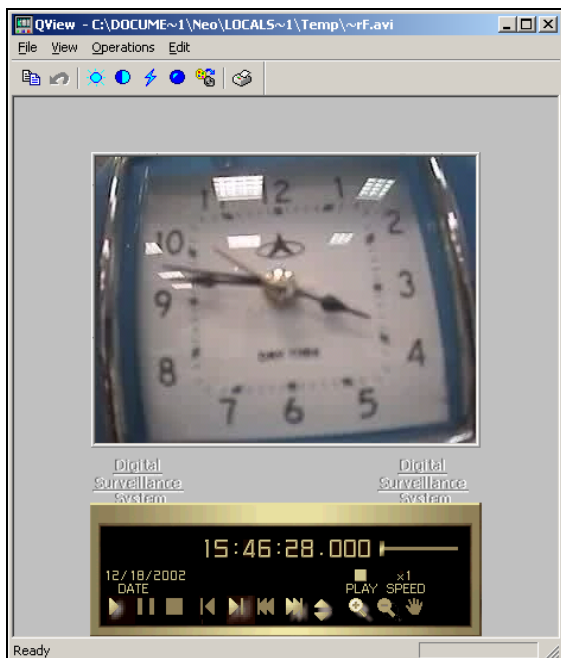 QView - C:\DOCUME~1\Neo\LOCALS~1\Temp\~rF.avi
File View Operations Edit
11 12 1
10 2
9 3
8 4
7 6 5
Digital Surveillance System
Digital Surveillance System
15:46:28.000
12/18/2002 x1
DATE PLAY SPEED
Ready